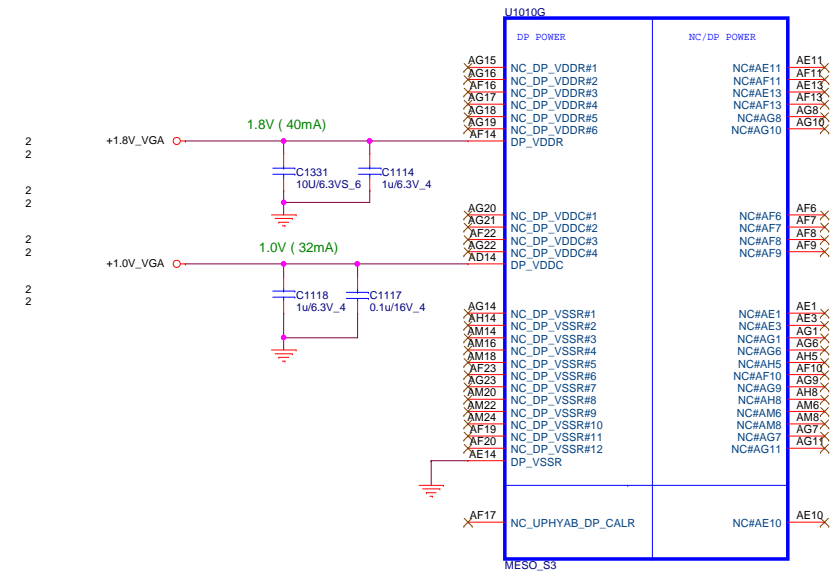 U1010G
DP POWER
NC/DP POWER
AG15 NC_DP_VDDR#1
AG16 NC_DP_VDDR#2
AF16 NC_DP_VDDR#3
AG17 NC_DP_VDDR#4
AG18 NC_DP_VDDR#5
AG19 NC_DP_VDDR#6
AF14 DP_VDDR
NC#AE11 AE11
NC#AF11 AF11
NC#AE13 AE13
NC#AF13 AF13
NC#AG8 AG8
NC#AG10 AG10
1.8V ( 40mA)
+1.8V_VGA
2
2
C1331
10U/6.3VS_6
C1114
1u/6.3V_4
2
2
AG20 NC_DP_VDDC#1
AG21 NC_DP_VDDC#2
AF22 NC_DP_VDDC#3
AG22 NC_DP_VDDC#4
AD14 DP_VDDC
NC#AF6 AF6
NC#AF7 AF7
NC#AF8 AF8
NC#AF9 AF9
1.0V ( 32mA)
+1.0V_VGA
2
2
C1118
1u/6.3V_4
C1117
0.1u/16V_4
2
2
AG14 NC_DP_VSSR#1
AH14 NC_DP_VSSR#2
AM14 NC_DP_VSSR#3
AM16 NC_DP_VSSR#4
AM18 NC_DP_VSSR#5
AF23 NC_DP_VSSR#6
AG23 NC_DP_VSSR#7
AM20 NC_DP_VSSR#8
AM22 NC_DP_VSSR#9
AM24 NC_DP_VSSR#10
AF19 NC_DP_VSSR#11
AF20 NC_DP_VSSR#12
AE14 DP_VSSR
NC#AE1 AE1
NC#AE3 AE3
NC#AG1 AG1
NC#AG6 AG6
NC#AH5 AH5
NC#AF10 AF10
NC#AG9 AG9
NC#AH8 AH8
NC#AM6 AM6
NC#AM8 AM8
NC#AG7 AG7
NC#AG11 AG11
AF17 NC_UPHYAB_DP_CALR
NC#AE10 AE10
MESO_S3